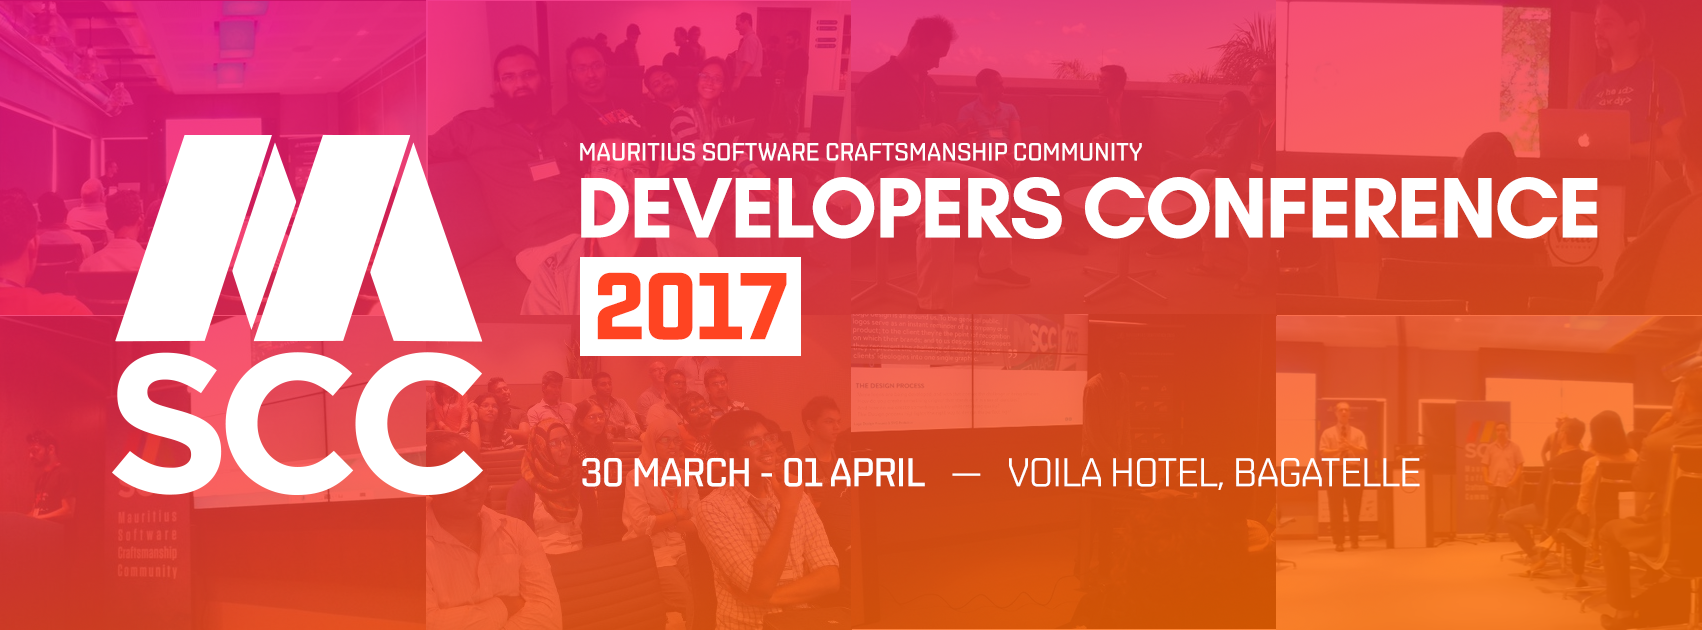 MAURITIUS SOFTWARE CRAFTSMANSHIP COMMUNITY
DEVELOPERS CONFERENCE
2017
MSCC
30 MARCH - 01 APRIL — VOILA HOTEL, BAGATELLE
THE DESIGN PROCESS
SCC
Mauritius
Software
Craftsmanship
Community